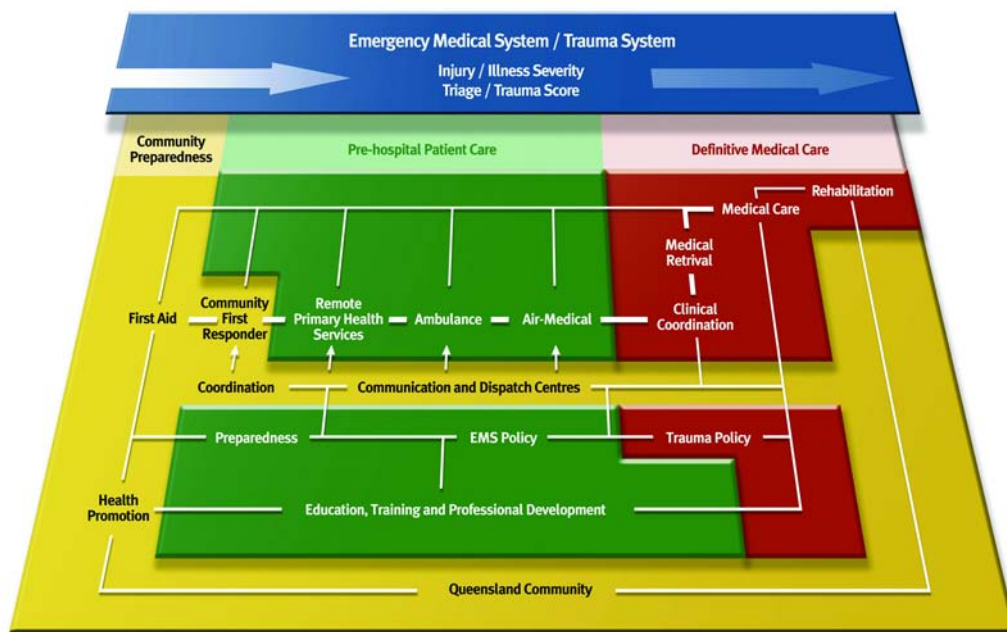 Emergency Medical System / Trauma System
Injury / Illness Severity
Triage / Trauma Score
Community
Preparedness
Pre-hospital Patient Care
Definitive Medical Care
Rehabilitation
Medical Care
Medical
Retrival
First Aid
Community
First
Responder
Remote
Primary Health
Services
Ambulance
Air-Medical
Clinical
Coordination
Coordination
Communication and Dispatch Centres
Preparedness
EMS Policy
Trauma Policy
Health
Promotion
Education, Training and Professional Development
Queensland Community